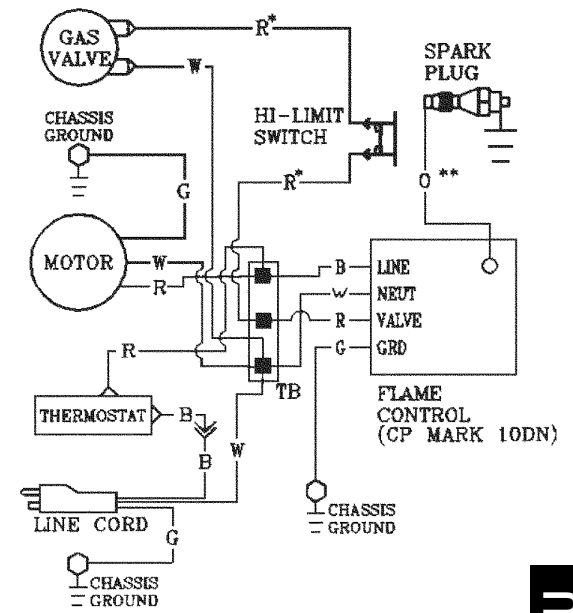 GAS
VALVE
R*
W
SPARK
PLUG
CHASSIS
GROUND
HI-LIMIT
SWITCH
G
R*
O **
MOTOR
W
R
B
LINE
W
NEUT
R
VALVE
G
GRD
R
TB
FLAME
CONTROL
(CP MARK 10DN)
THERMOSTAT
B
B
W
LINE CORD
G
CHASSIS
GROUND
CHASSIS
GROUND